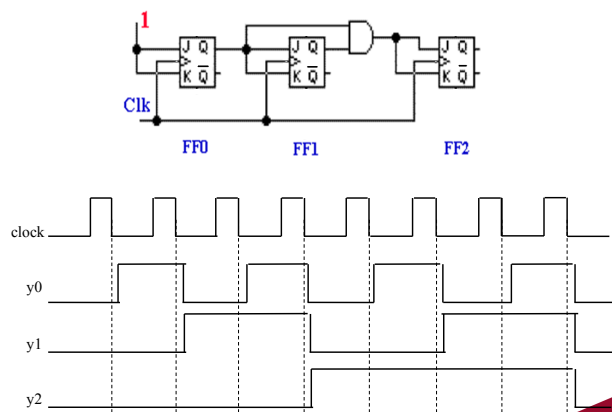 1
J Q
K Q
J Q
K Q
J Q
K Q
Clk
FF0
FF1
FF2
clock
y0
y1
y2